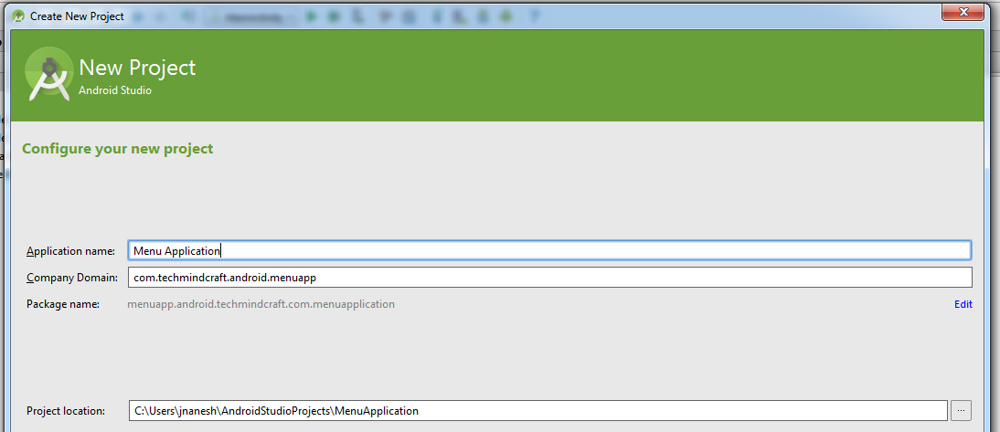 Create New Project
New Project
Android Studio
Configure your new project
Application name: Menu Application
Company Domain: com.techmindcraft.android.menuapp
Package name: menuapp.android.techmindcraft.com.menuapplication Edit
Project location: C:\Users\jnanesh\AndroidStudioProjects\MenuApplication ...